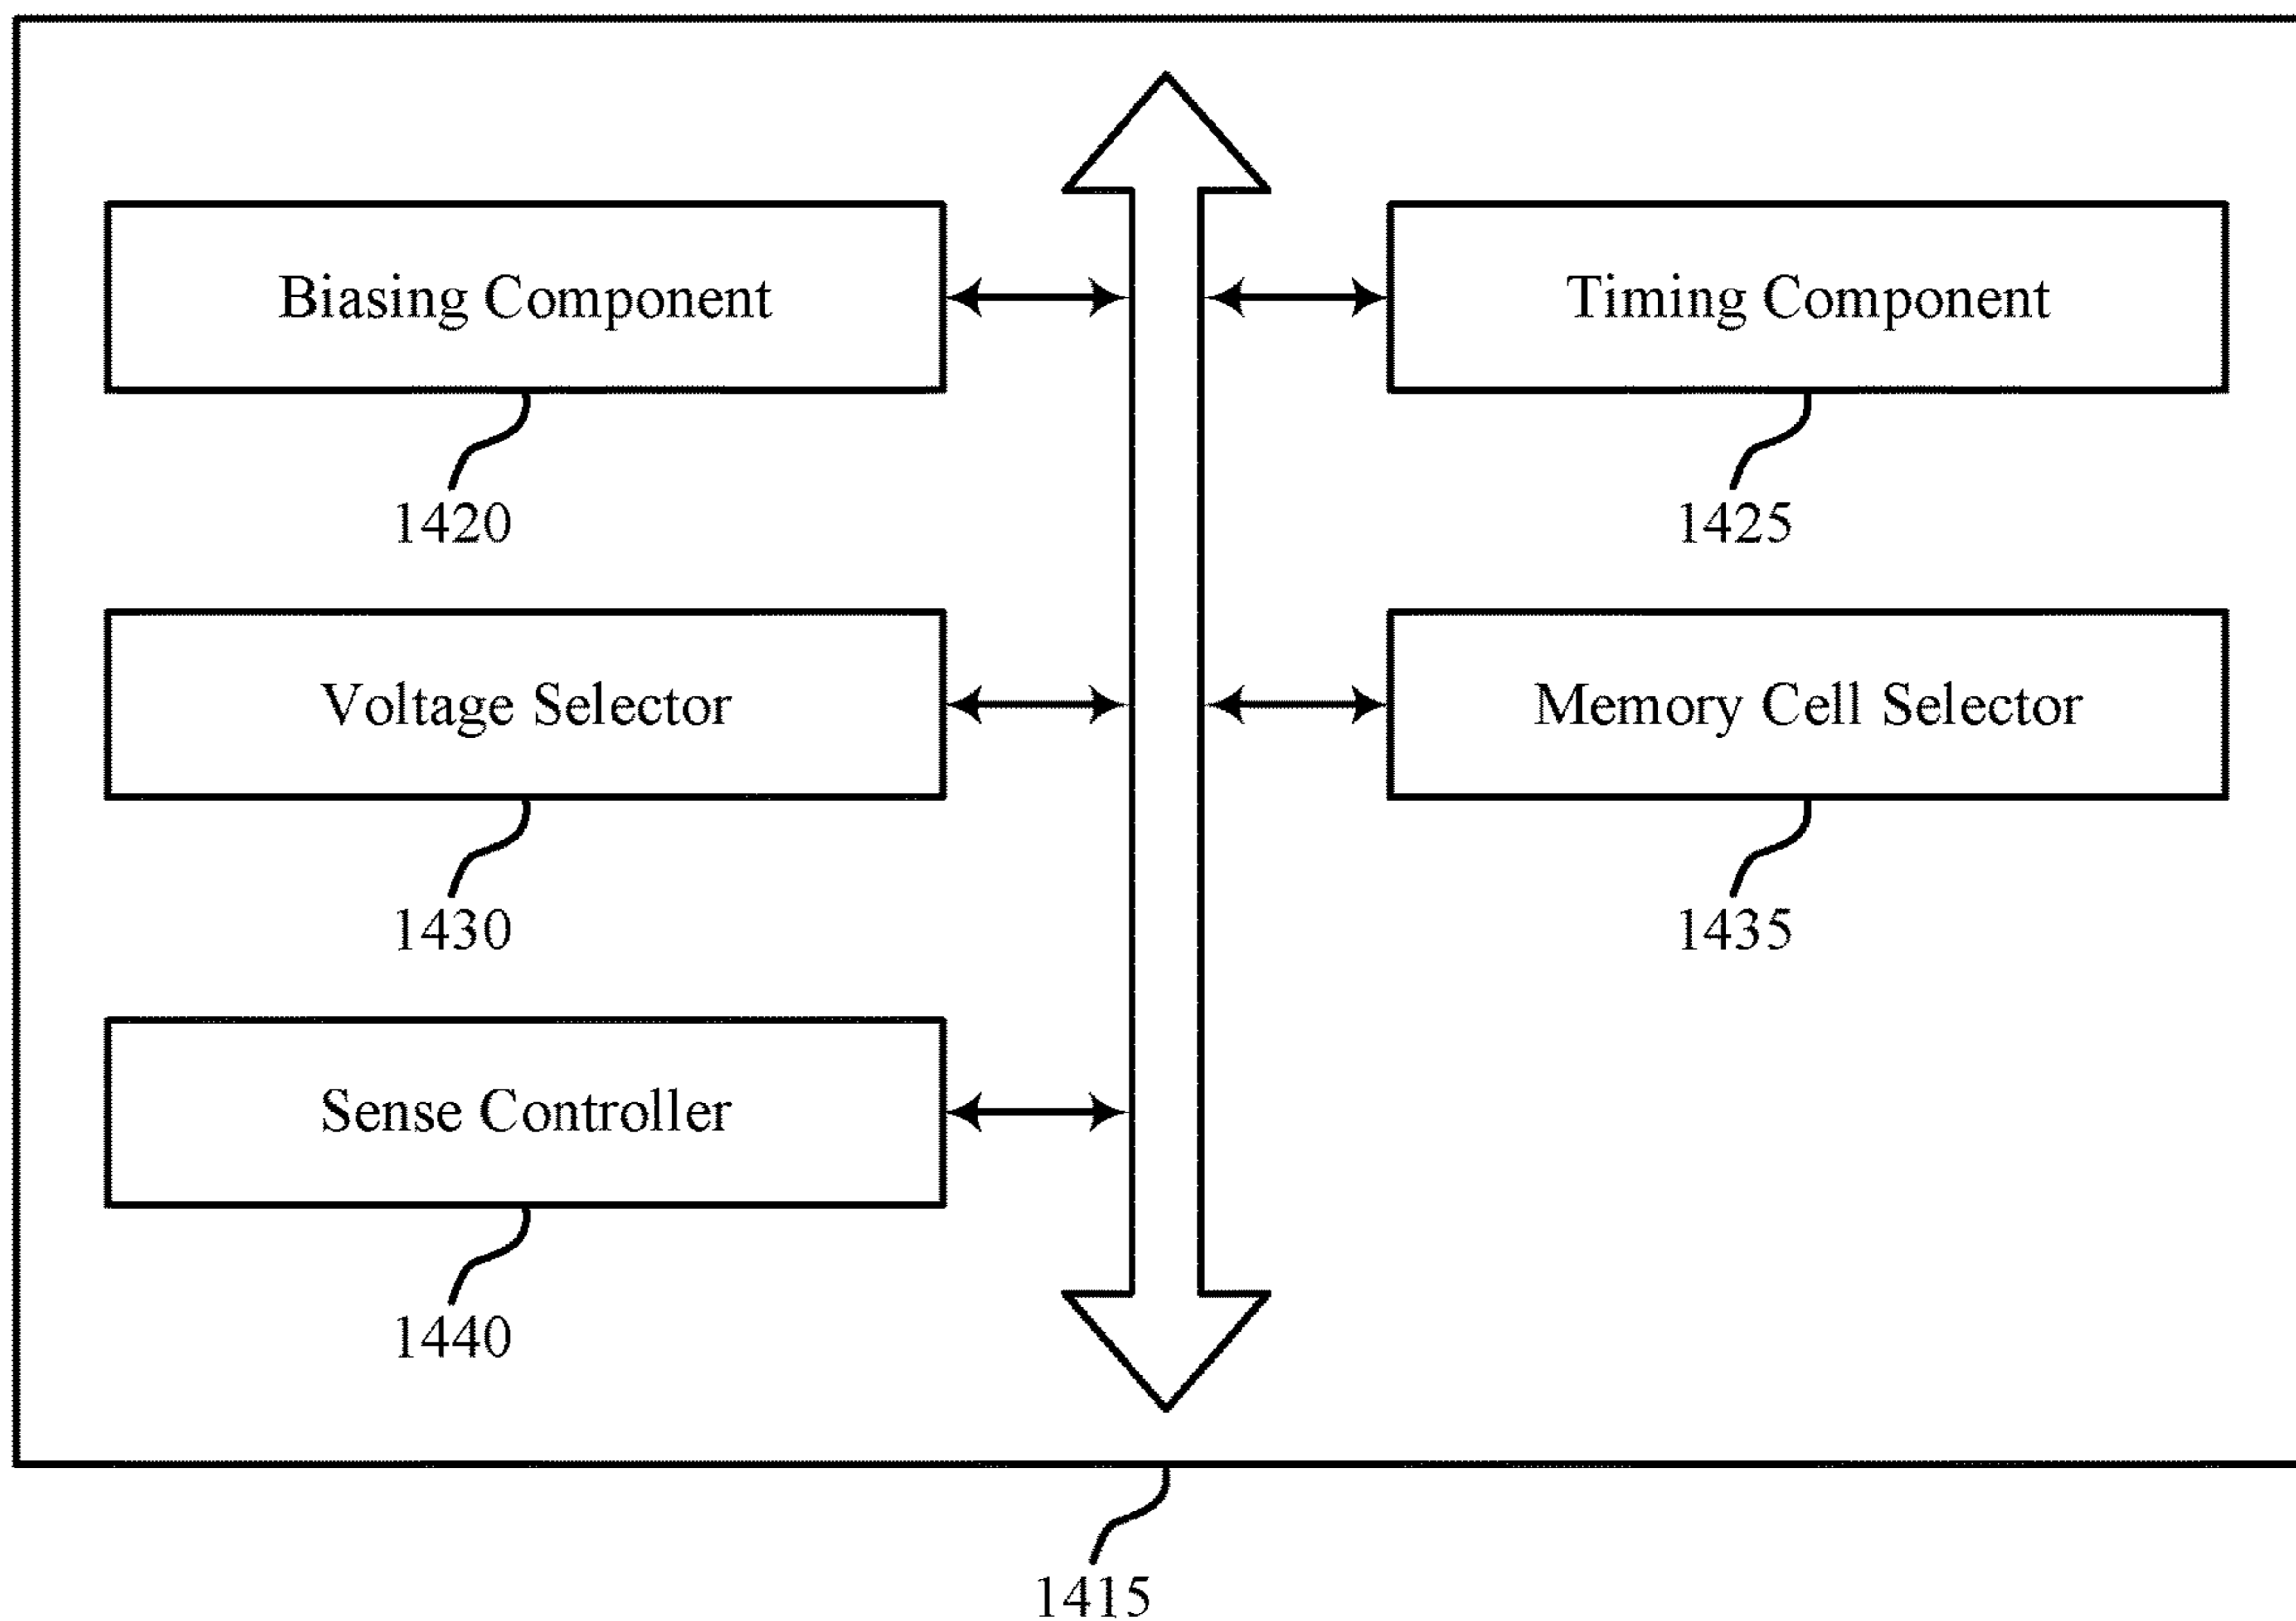 Biasing Component
Timing Component
1420
1425
Voltage Selector
Memory Cell Selector
1430
1435
Sense Controller
1440
1415